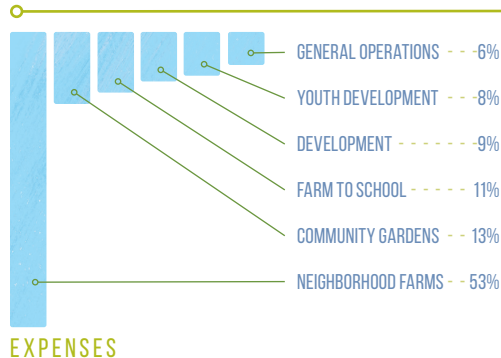 GENERAL OPERATIONS - - - 6%
YOUTH DEVELOPMENT - - - 8%
DEVELOPMENT - - - - - - - 9%
FARM TO SCHOOL - - - - - 11%
COMMUNITY GARDENS - - 13%
NEIGHBORHOOD FARMS - - 53%
EXPENSES